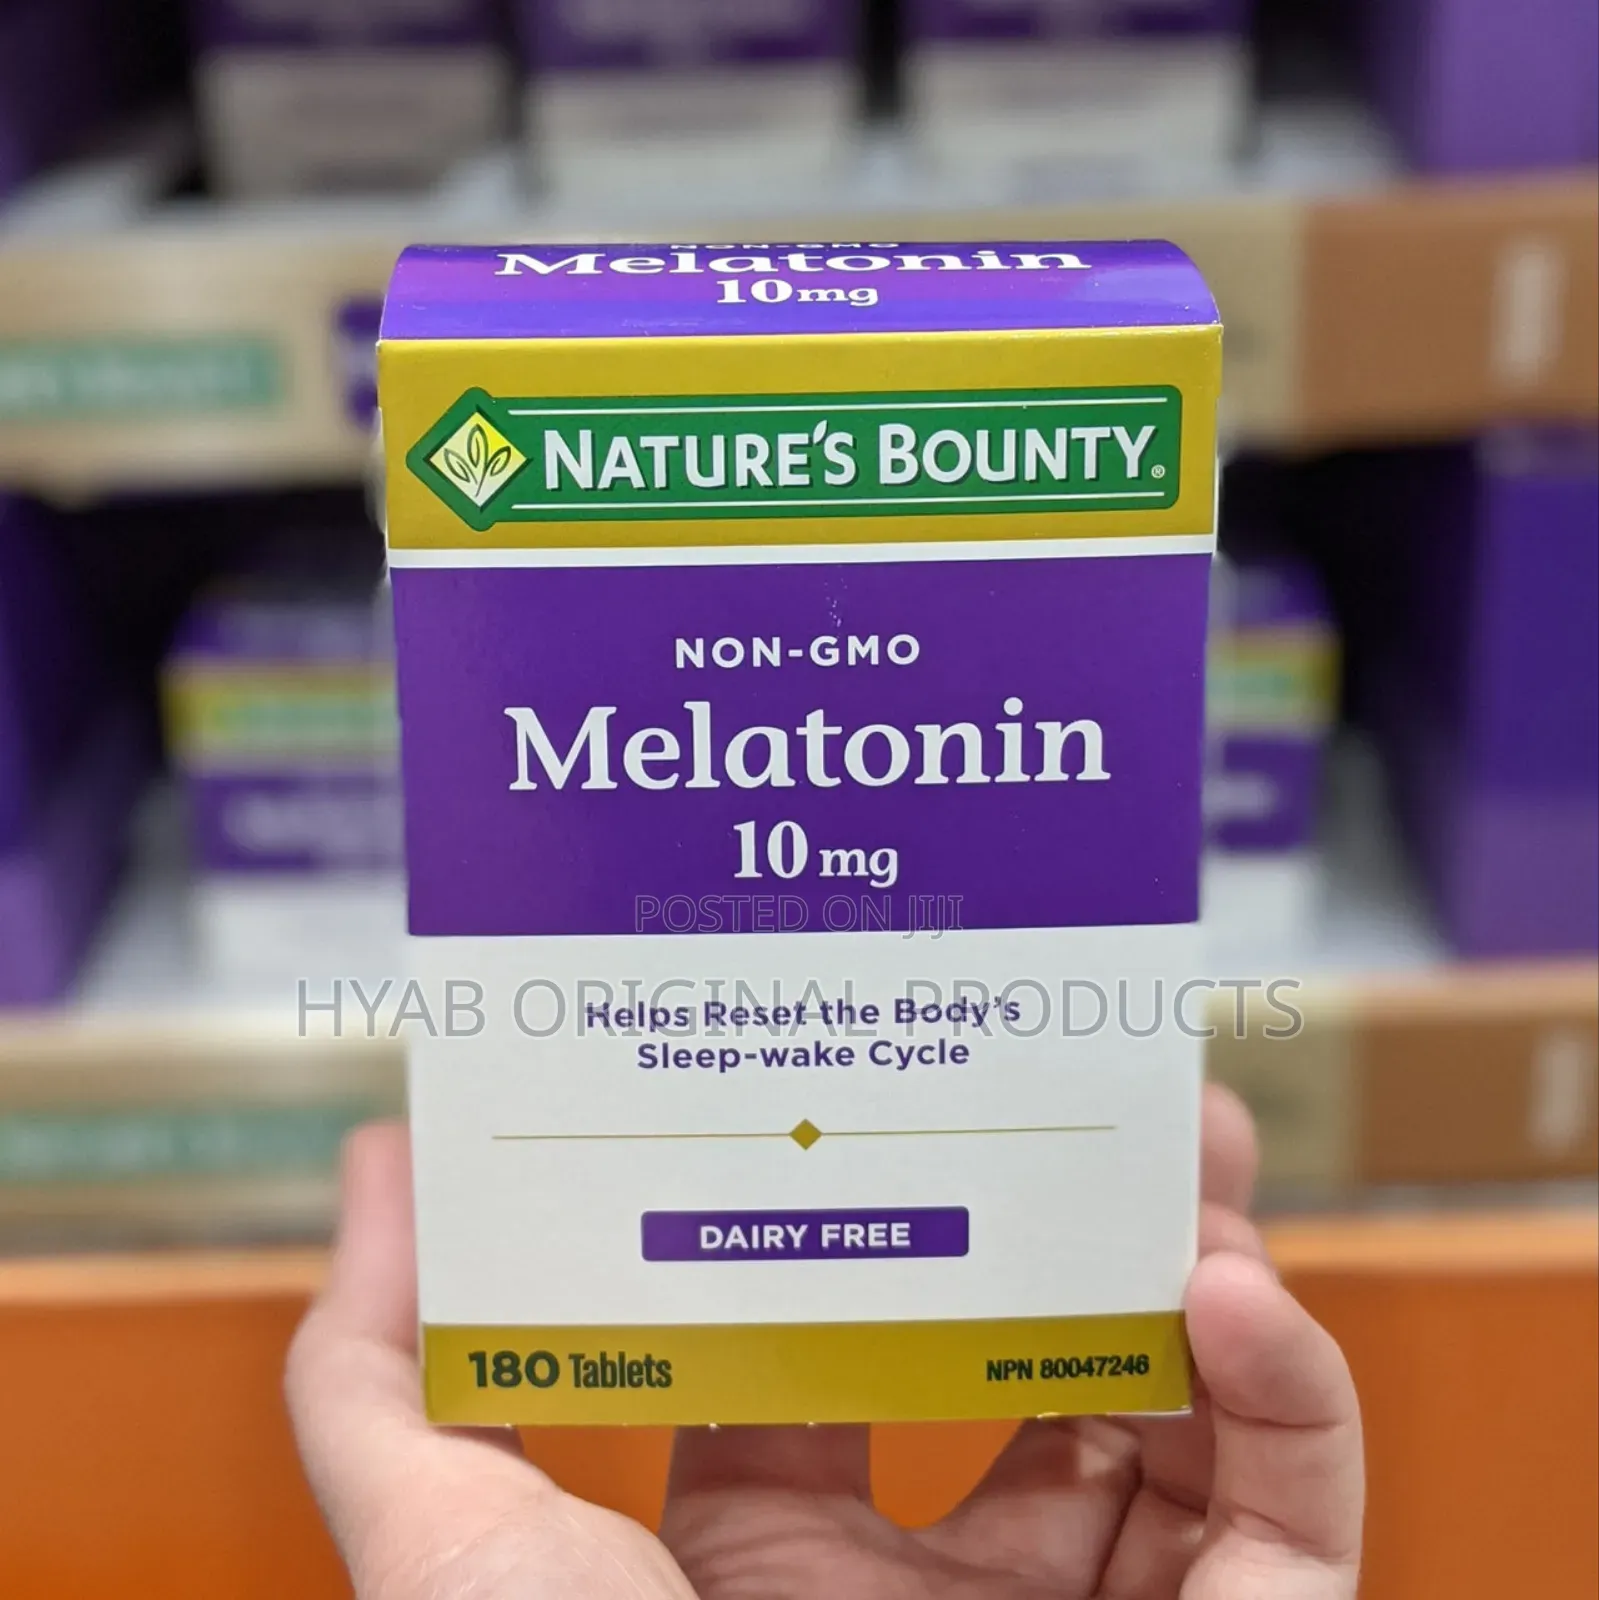 NON-GMO
Melatonin
10mg
NATURE'S BOUNTY®
NON-GMO
Melatonin
10 mg
POSTED ON JIJI
HYAB ORIGINAL PRODUCTS
Helps Reset the Body's
Sleep-wake Cycle
DAIRY FREE
180 Tablets
NPN 80047246